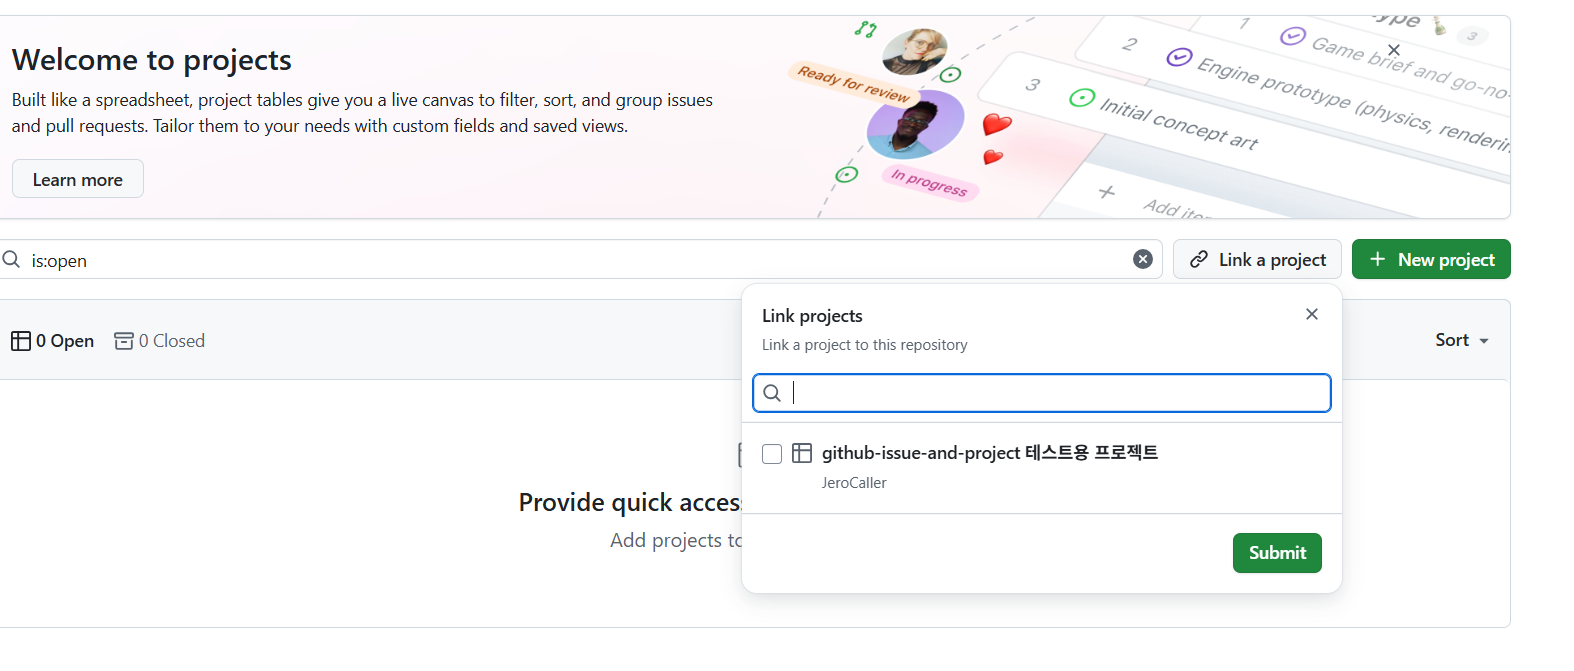 Welcome to projects
Built like a spreadsheet, project tables give you a live canvas to filter, sort, and group issues
and pull requests. Tailor them to your needs with custom fields and saved views.
Learn more
Ready for review
In progress
1 Game brief and go-no-
3
2 Engine prototype (physics, renderin
3 Initial concept art
+ Add ite
is:open
Link a project
New project
0 Open
0 Closed
Sort
Link projects
Link a project to this repository
github-issue-and-project 테스트용 프로젝트
JeroCaller
Submit
Provide quick access
Add projects to